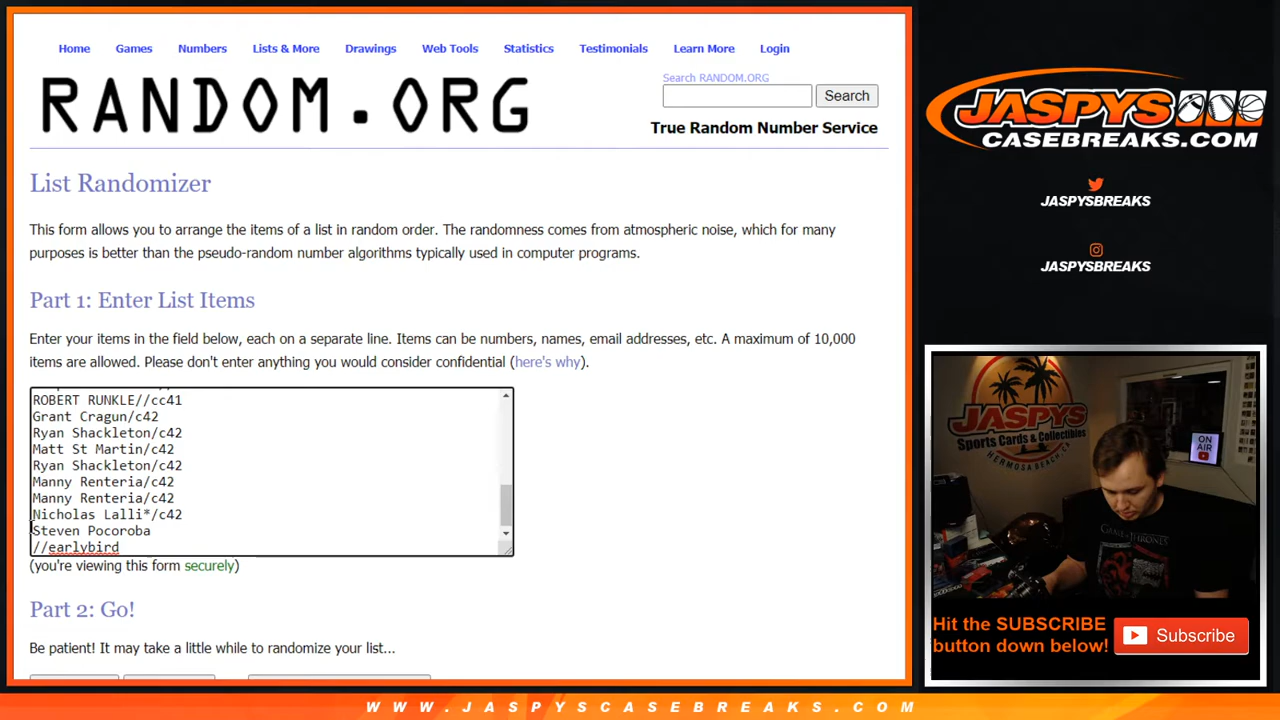 Home Games Numbers Lists & More Drawings Web Tools Statistics Testimonials Learn More Login
RANDOM.ORG
Search RANDOM.ORG
Search
True Random Number Service
List Randomizer
This form allows you to arrange the items of a list in random order. The randomness comes from atmospheric noise, which for many
purposes is better than the pseudo-random number algorithms typically used in computer programs.
Part 1: Enter List Items
Enter your items in the field below, each on a separate line. Items can be numbers, names, email addresses, etc. A maximum of 10,000
items are allowed. Please don't enter anything you would consider confidential (here's why).
ROBERT RUNKLE//cc41
Grant Cragun/c42
Ryan Shackleton/c42
Matt St Martin/c42
Ryan Shackleton/c42
Manny Renteria/c42
Manny Renteria/c42
Nicholas Lalli*/c42
Steven Pocoroba
//earlybird
(you're viewing this form securely)
Part 2: Go!
Be patient! It may take a little while to randomize your list...
JASPYS
CASEBREAKS.COM
JASPYSBREAKS
JASPYSBREAKS
JASPYS
Sports Cards & Collectibles
HERMOSA BEACH, CA
ON
AIR
GAME OF THRONES
Hit the SUBSCRIBE
button down below!
Subscribe
WWW.JASPYSCASEBREAKS.COM